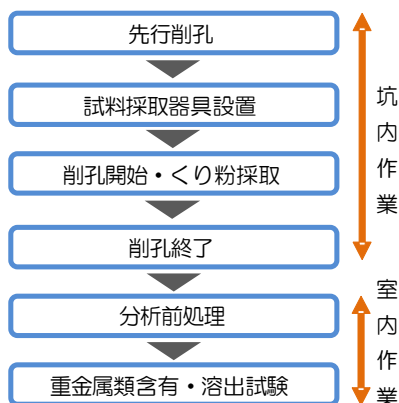 先行削孔
試料採取器具設置
削孔開始・くり粉採取
削孔終了
坑内作業
分析前処理
重金属類含有・溶出試験
室内作業